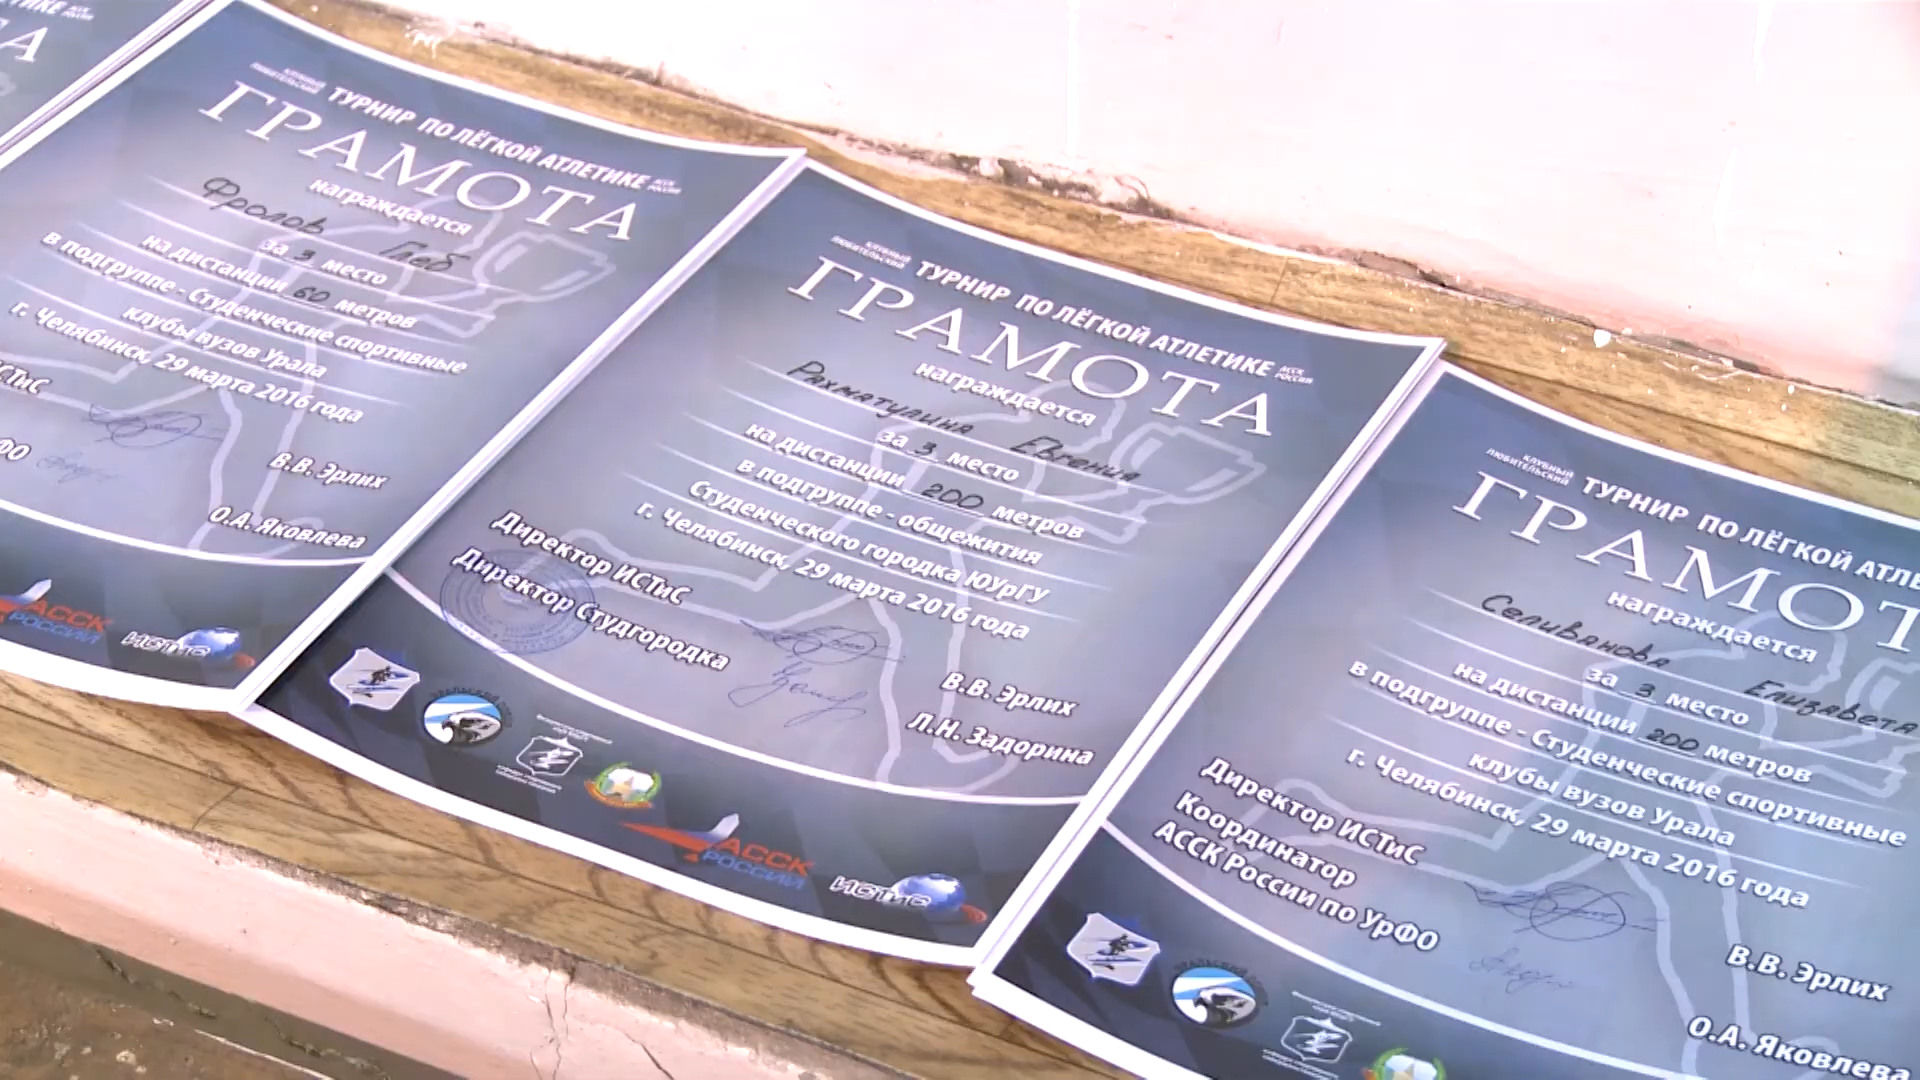 ТИКЕ
А
КЛУБНЫЙ
ЛЮБИТЕЛЬСКИЙ
ТУРНИР ПО ЛЁГКОЙ АТЛЕТИКЕ
АССК
РОССИИ
ГРАМОТА
награждается
Фролов Глеб
за 3 место
на дистанции 60 метров
в подгруппе - Студенческие спортивные
клубы вузов Урала
г. Челябинск, 29 марта 2016 года
ИСТиС
В.В. Эрлих
УрФО
О.А. Яковлева
АССК
РОССИИ
ИСТИС
КЛУБНЫЙ
ЛЮБИТЕЛЬСКИЙ
ТУРНИР ПО ЛЁГКОЙ АТЛЕТИКЕ
АССК
РОССИИ
ГРАМОТА
награждается
Рахматулина Евгения
за 3 место
на дистанции 200 метров
в подгруппе - общежития
Студенческого городка ЮУрГУ
г. Челябинск, 29 марта 2016 года
Директор ИСТиС
В.В. Эрлих
Директор Студгородка
Л.Н. Задорина
АССК
РОССИИ
ИСТИС
КЛУБНЫЙ
ЛЮБИТЕЛЬСКИЙ
ТУРНИР ПО ЛЁГКОЙ АТЛЕ
ГРАМОТ
награждается
Селиванова Елизавета
за 3 место
на дистанции 200 метров
в подгруппе - Студенческие спортивные
клубы вузов Урала
г. Челябинск, 29 марта 2016 года
Директор ИСТиС
В.В. Эрлих
Координатор
АССК России по УрФО
О.А. Яковлева